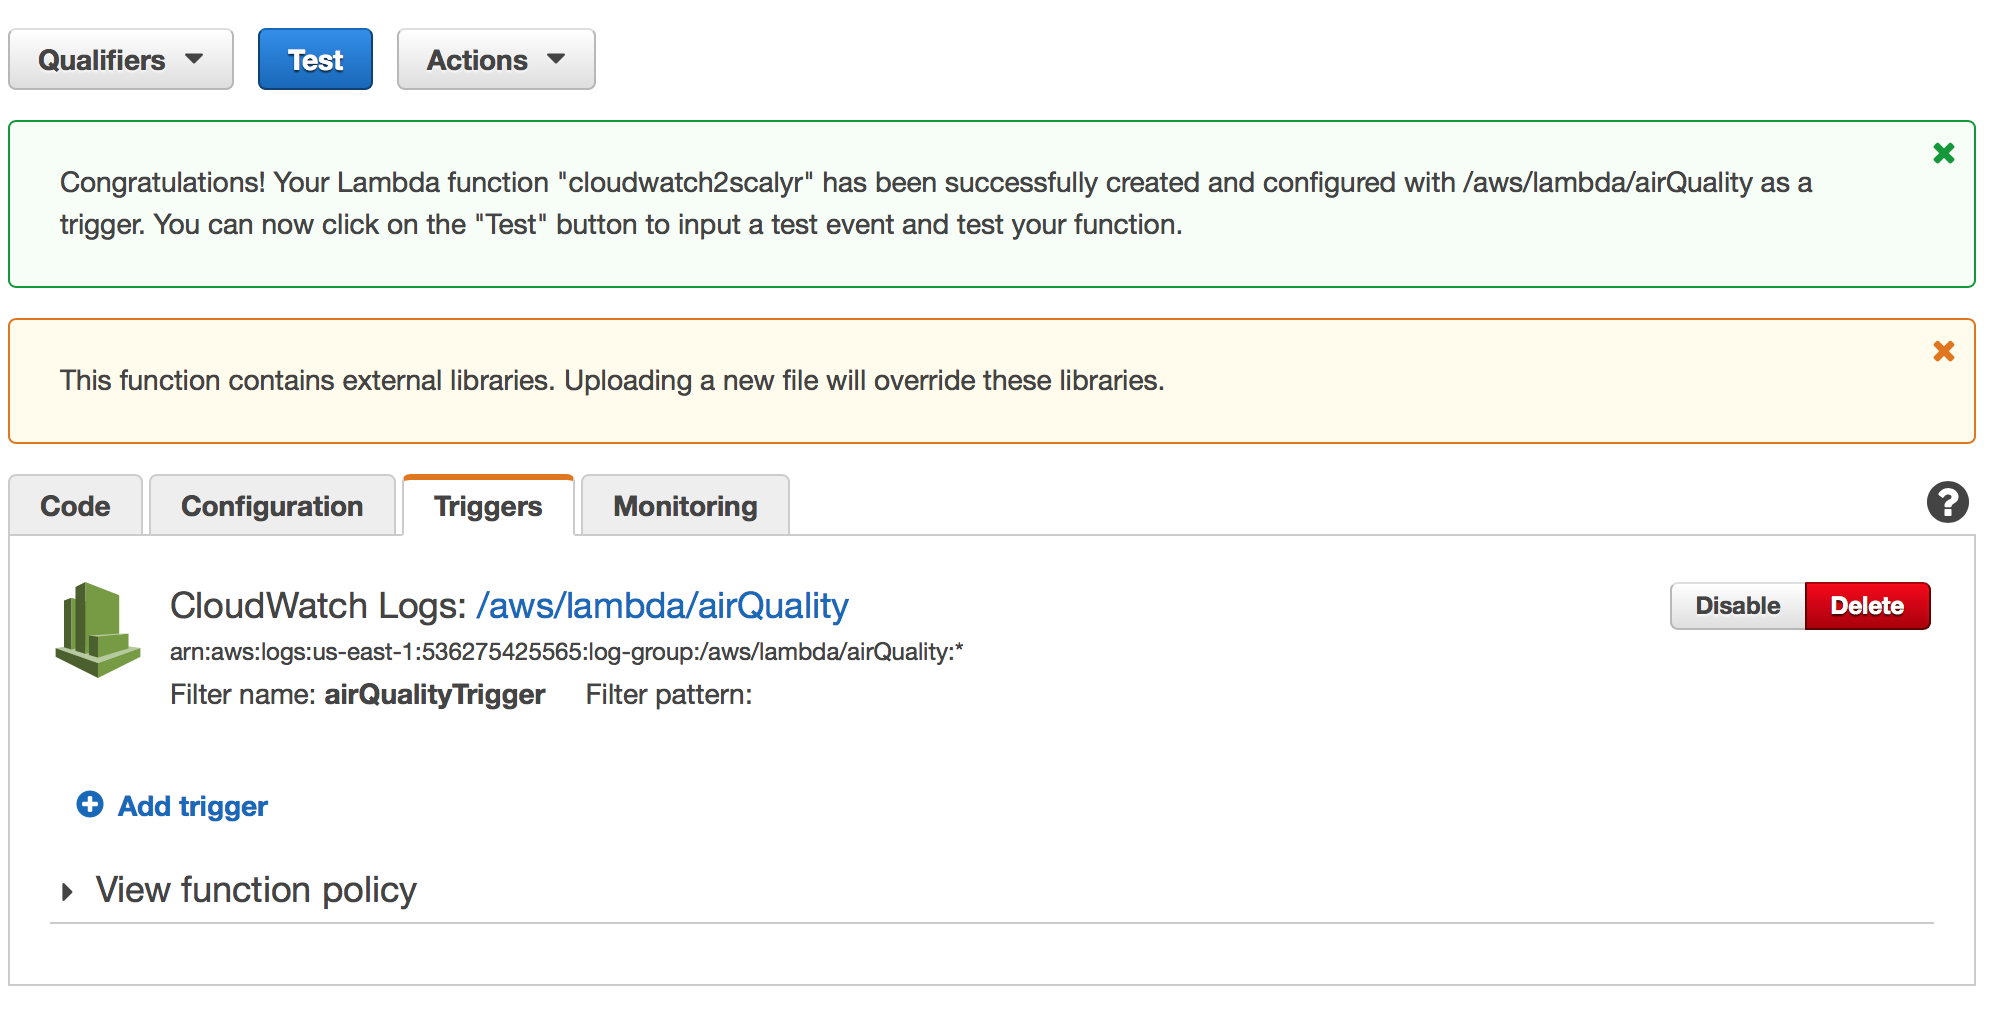 Qualifiers Test Actions
Congratulations! Your Lambda function "cloudwatch2scalyr" has been successfully created and configured with /aws/lambda/airQuality as a
trigger. You can now click on the "Test" button to input a test event and test your function.
This function contains external libraries. Uploading a new file will override these libraries.
Code Configuration Triggers Monitoring
CloudWatch Logs: /aws/lambda/airQuality Disable Delete
arn:aws:logs:us-east-1:536275425565:log-group:/aws/lambda/airQuality:*
Filter name: airQualityTrigger Filter pattern:
Add trigger
View function policy